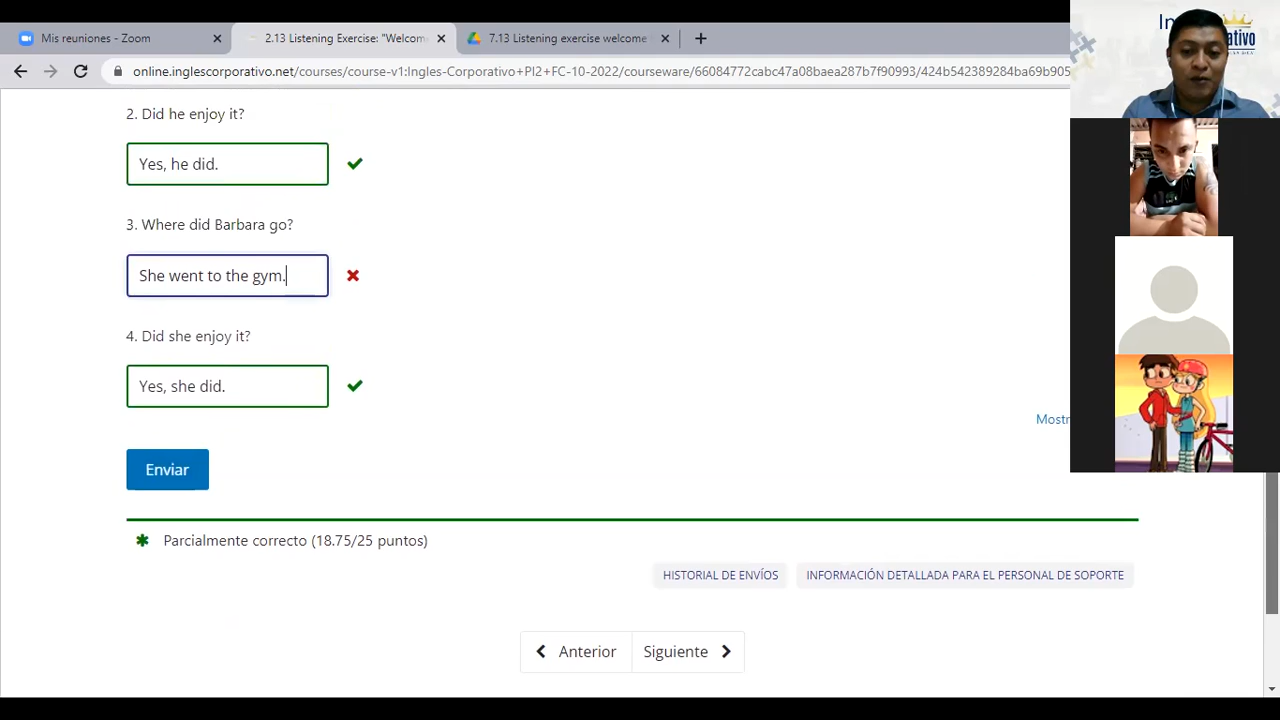 Mis reuniones - Zoom
2.13 Listening Exercise: "Welcom
7.13 Listening exercise welcome
online.inglescorporativo.net/courses/course-v1:Ingles-Corporativo+PI2+FC-10-2022/courseware/66084772cabc47a08baea287b7f90993/424b542389284ba69b905
2. Did he enjoy it?
Yes, he did.
3. Where did Barbara go?
She went to the gym.
4. Did she enjoy it?
Yes, she did.
Mostr
Enviar
Parcialmente correcto (18.75/25 puntos)
HISTORIAL DE ENVÍOS
INFORMACIÓN DETALLADA PARA EL PERSONAL DE SOPORTE
Anterior
Siguiente